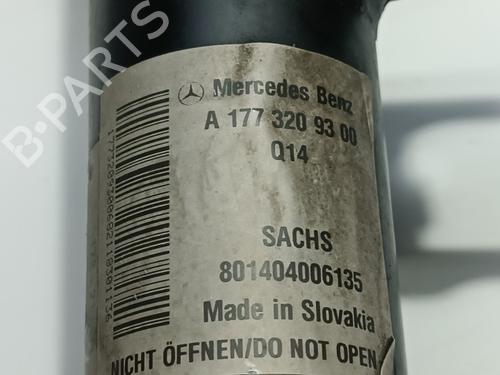 B-PARTS
Mercedes Benz
A 177 320 93 00
Q14
SACHS
801404006135
Made in Slovakia
NICHT ÖFFNEN/DO NOT OPEN